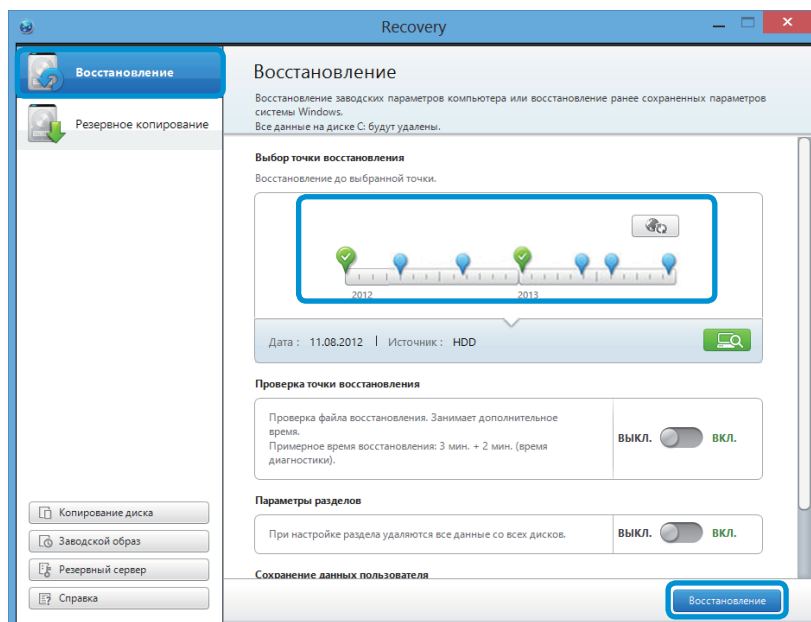 Recovery
Восстановление
Резервное копирование
Копирование диска
Заводской образ
Резервный сервер
Справка
Восстановление
Восстановление заводских параметров компьютера или восстановление ранее сохраненных параметров
системы Windows.
Все данные на диске C: будут удалены.
Выбор точки восстановления
Восстановление до выбранной точки.
2012 2013
Дата : 11.08.2012 | Источник : HDD
Проверка точки восстановления
Проверка файла восстановления. Занимает дополнительное
время.
Примерное время восстановления: 3 мин. + 2 мин. (время
диагностики).
ВЫКЛ. ВКЛ.
Параметры разделов
При настройке раздела удаляются все данные со всех дисков.
ВЫКЛ. ВКЛ.
Сохранение данных пользователя
Восстановление